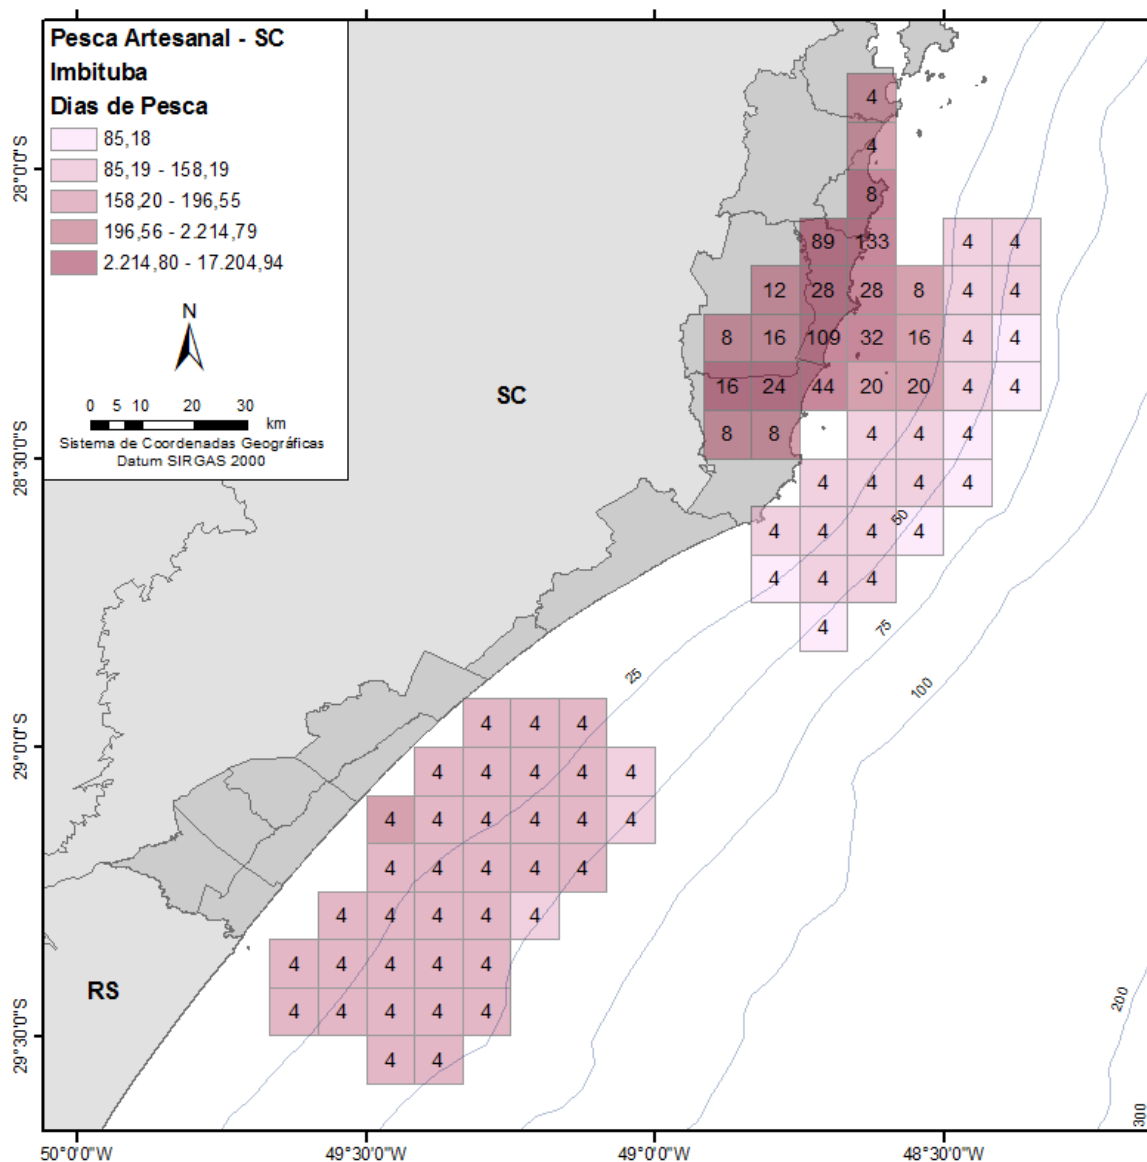 Pesca Artesanal - SC
Imbituba
Dias de Pesca
85,18
85,19 - 158,19
158,20 - 196,55
196,56 - 2.214,79
2.214,80 - 17.204,94
N
0 5 10 20 30
km
Sistema de Coordenadas Geográficas
Datum SIRGAS 2000
SC
RS
28°0'0"S
28°30'0"S
29°0'0"S
29°30'0"S
4
4
8
89 133 4 4
12 28 28 8 4 4
8 16 109 32 16 4 4
16 24 44 20 20 4 4
8 8 4 4 4
4 4 4 4
4 4 4 4
4 4 4
4
4 4 4
4 4 4 4 4
4 4 4 4 4 4
4 4 4 4 4
4 4 4 4 4
4 4 4 4 4
4 4 4 4 4
4 4
25
50
75
100
200
300
50°0'0"W 49°30'0"W 49°0'0"W 48°30'0"W